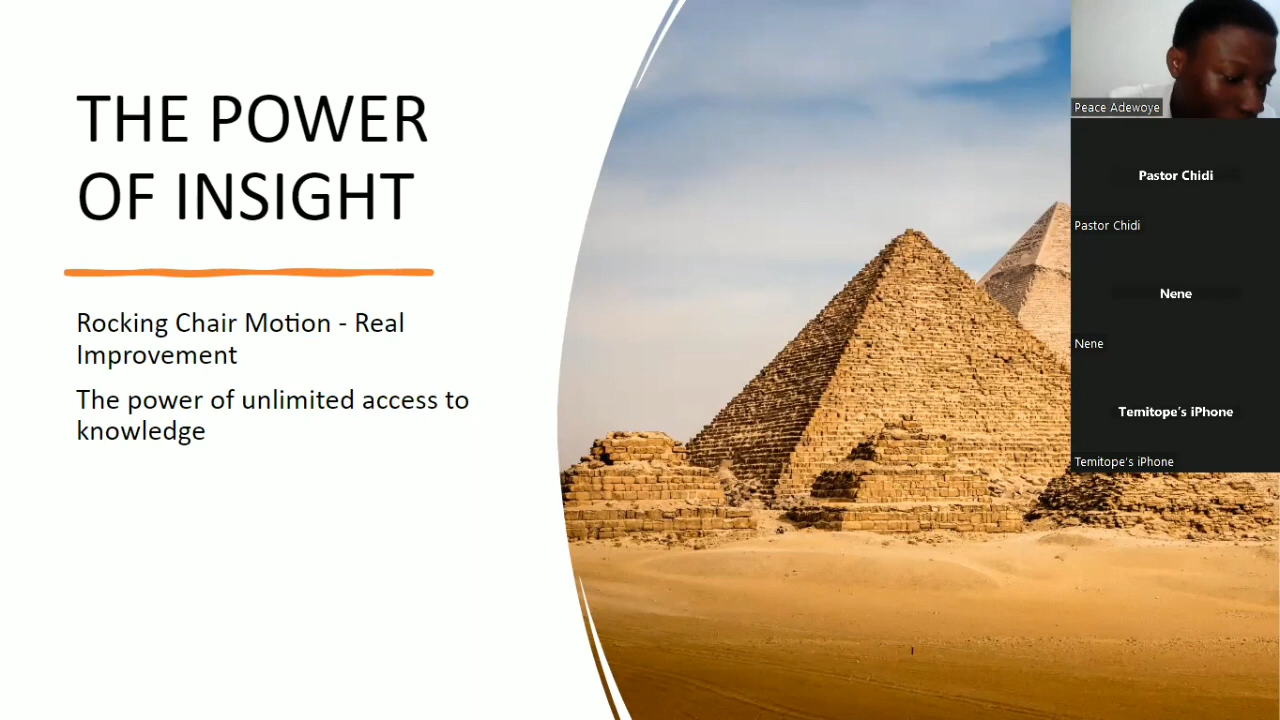 THE POWER
OF INSIGHT
Rocking Chair Motion - Real
Improvement
The power of unlimited access to
knowledge
Peace Adewoye
Pastor Chidi
Pastor Chidi
Nene
Nene
Temitope's iPhone
Temitope's iPhone